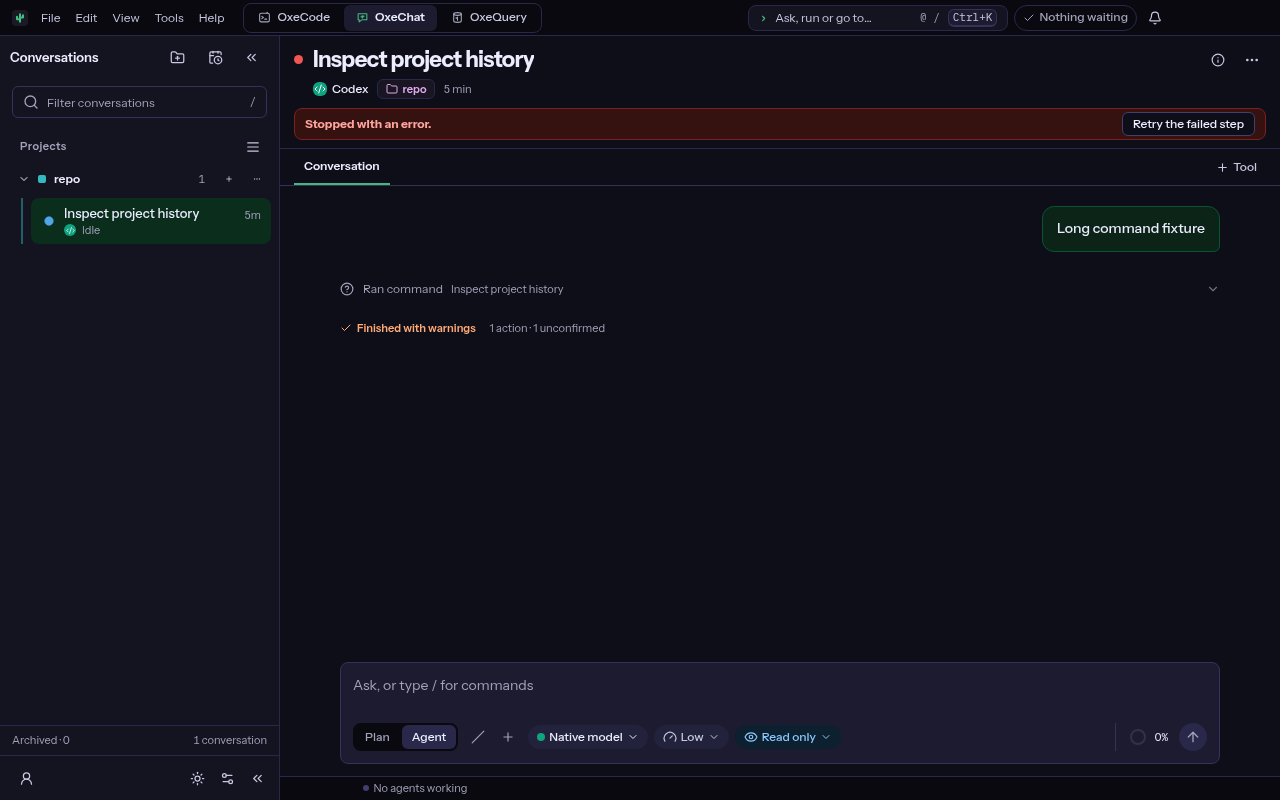 File Edit View Tools Help OxeCode OxeChat OxeQuery Ask, run or go to... @ / Ctrl+K Nothing waiting
Conversations
Filter conversations /
Projects
repo 1 + ...
Inspect project history 5m
Idle
Archived · 0 1 conversation
Inspect project history
Codex repo 5 min
Stopped with an error. Retry the failed step
Conversation + Tool
Long command fixture
Ran command Inspect project history
Finished with warnings 1 action · 1 unconfirmed
Ask, or type / for commands
Plan Agent Native model Low Read only 0%
No agents working